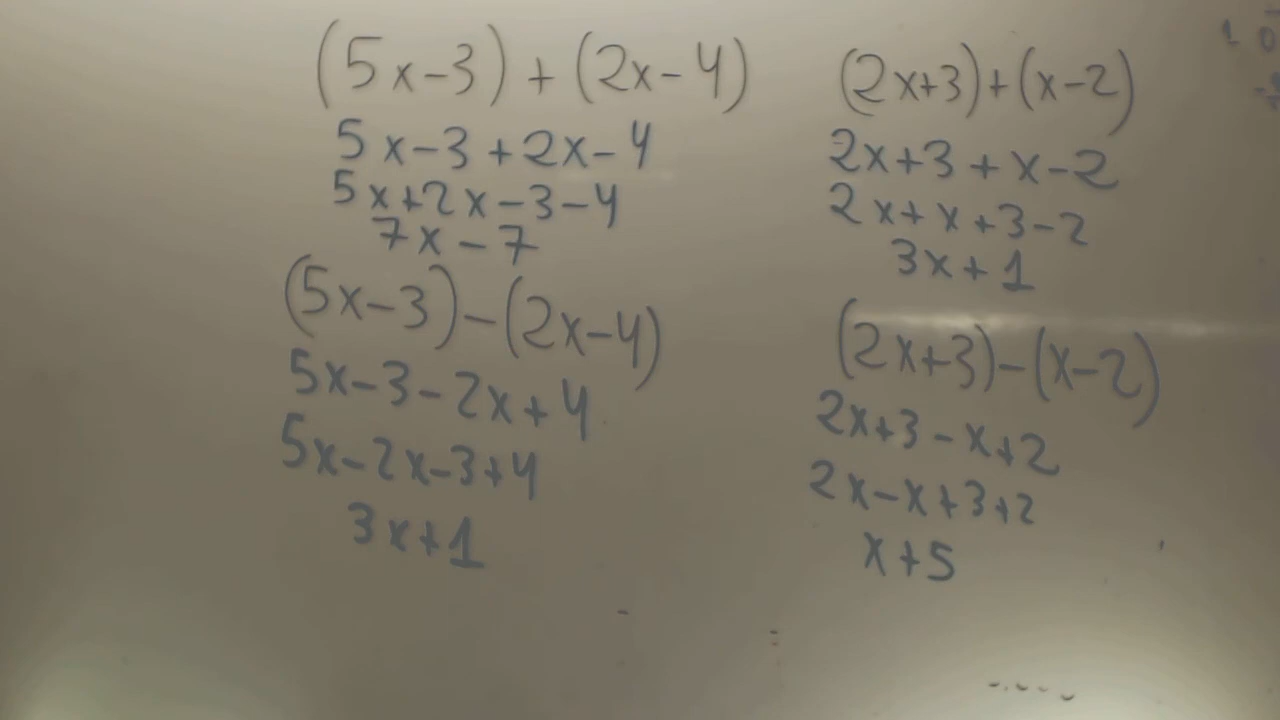 (5x-3)+(2x-4)
5x-3+2x-4
5x+2x-3-4
7x-7
(5x-3)-(2x-4)
5x-3-2x+4
5x-2x-3+4
3x+1
(2x+3)+(x-2)
2x+3+x-2
2x+x+3-2
3x+1
(2x+3)-(x-2)
2x+3-x+2
2x-x+3+2
x+5